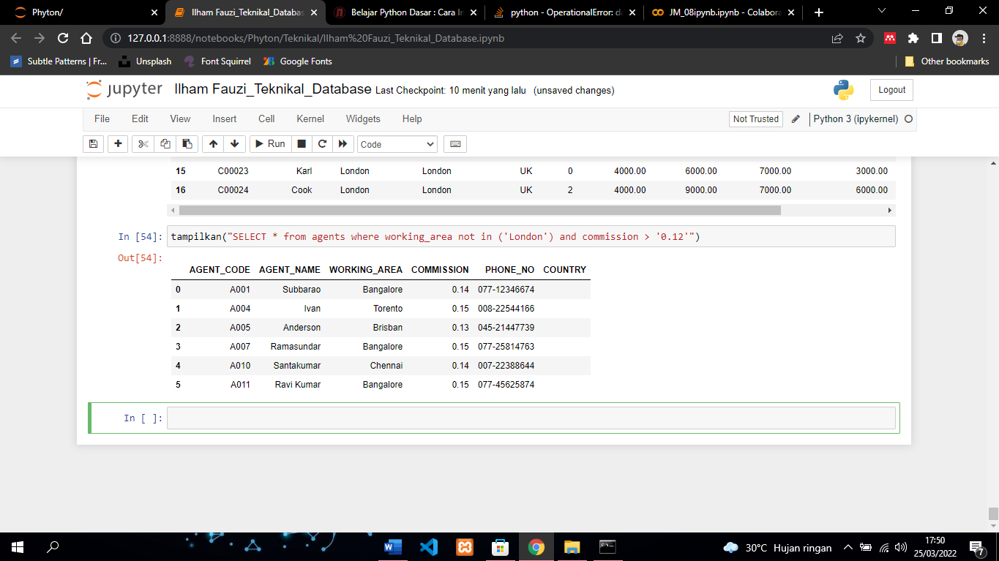 Phyton/ Ilham Fauzi_Teknikal_Databas Belajar Python Dasar : Cara In python - OperationalError: da JM_08ipynb.ipynb - Colabora
127.0.0.1:8888/notebooks/Phyton/Teknikal/Ilham%20Fauzi_Teknikal_Database.ipynb
Subtle Patterns | Fr... Unsplash Font Squirrel Google Fonts Other bookmarks
jupyter Ilham Fauzi_Teknikal_Database Last Checkpoint: 10 menit yang lalu (unsaved changes) Logout
File Edit View Insert Cell Kernel Widgets Help Not Trusted Python 3 (ipykernel)
Run Code
15 C00023 Karl London London UK 0 4000.00 6000.00 7000.00 3000.00
16 C00024 Cook London London UK 2 4000.00 9000.00 7000.00 6000.00
In [54]: tampilkan("SELECT * from agents where working_area not in ('London') and commission > '0.12'")
Out[54]:
AGENT_CODE AGENT_NAME WORKING_AREA COMMISSION PHONE_NO COUNTRY
0 A001 Subbarao Bangalore 0.14 077-12346674
1 A004 Ivan Torento 0.15 008-22544166
2 A005 Anderson Brisban 0.13 045-21447739
3 A007 Ramasundar Bangalore 0.15 077-25814763
4 A010 Santakumar Chennai 0.14 007-22388644
5 A011 Ravi Kumar Bangalore 0.15 077-45625874
In [ ]:
30°C Hujan ringan 17:50
25/03/2022 7